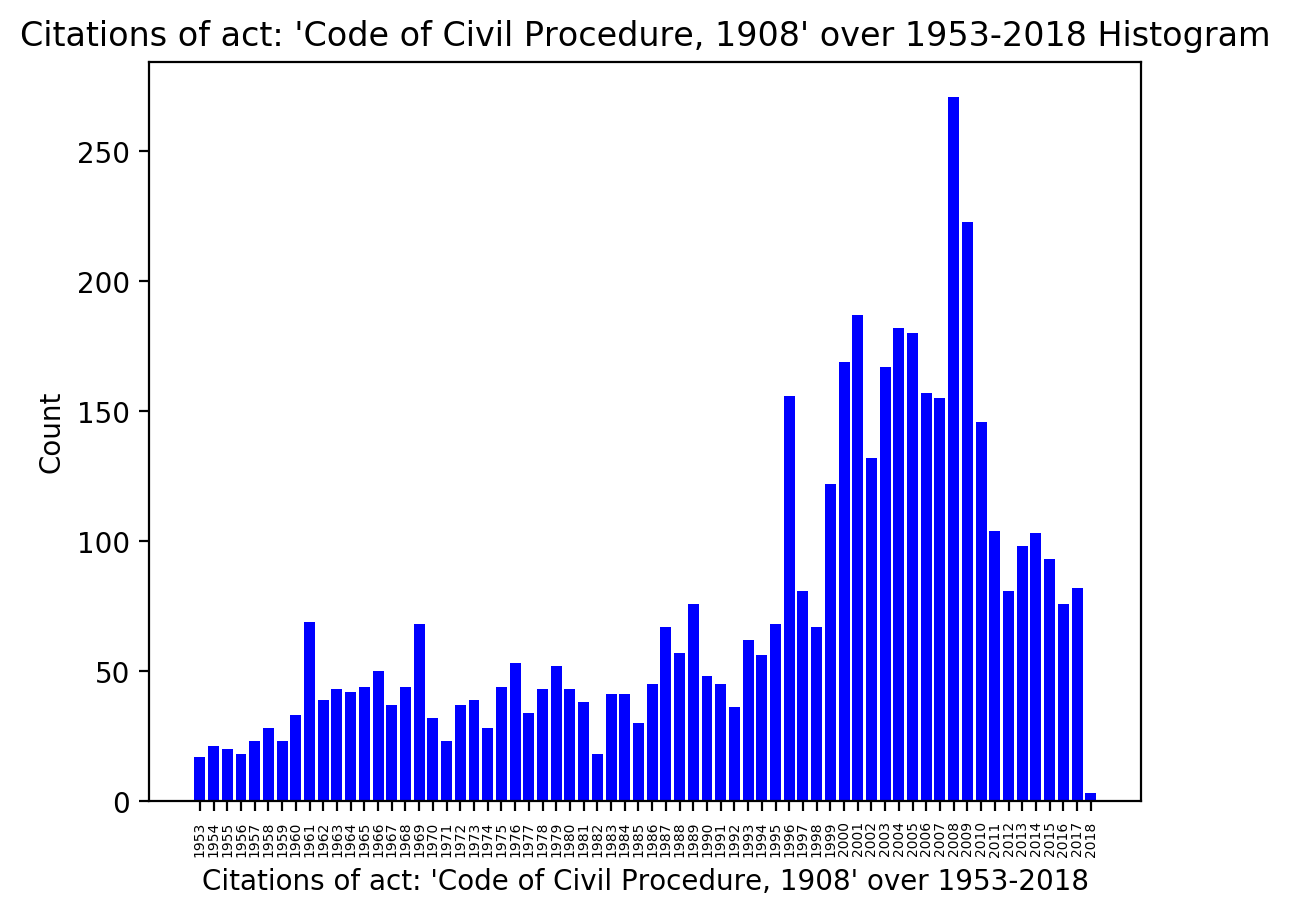 Citations of act: 'Code of Civil Procedure, 1908' over 1953-2018 Histogram
250
200
150
100
50
0
Count
1953 1954 1955 1956 1957 1958 1959 1960 1961 1962 1963 1964 1965 1966 1967 1968 1969 1970 1971 1972 1973 1974 1975 1976 1977 1978 1979 1980 1981 1982 1983 1984 1985 1986 1987 1988 1989 1990 1991 1992 1993 1994 1995 1996 1997 1998 1999 2000 2001 2002 2003 2004 2005 2006 2007 2008 2009 2010 2011 2012 2013 2014 2015 2016 2017 2018
Citations of act: 'Code of Civil Procedure, 1908' over 1953-2018